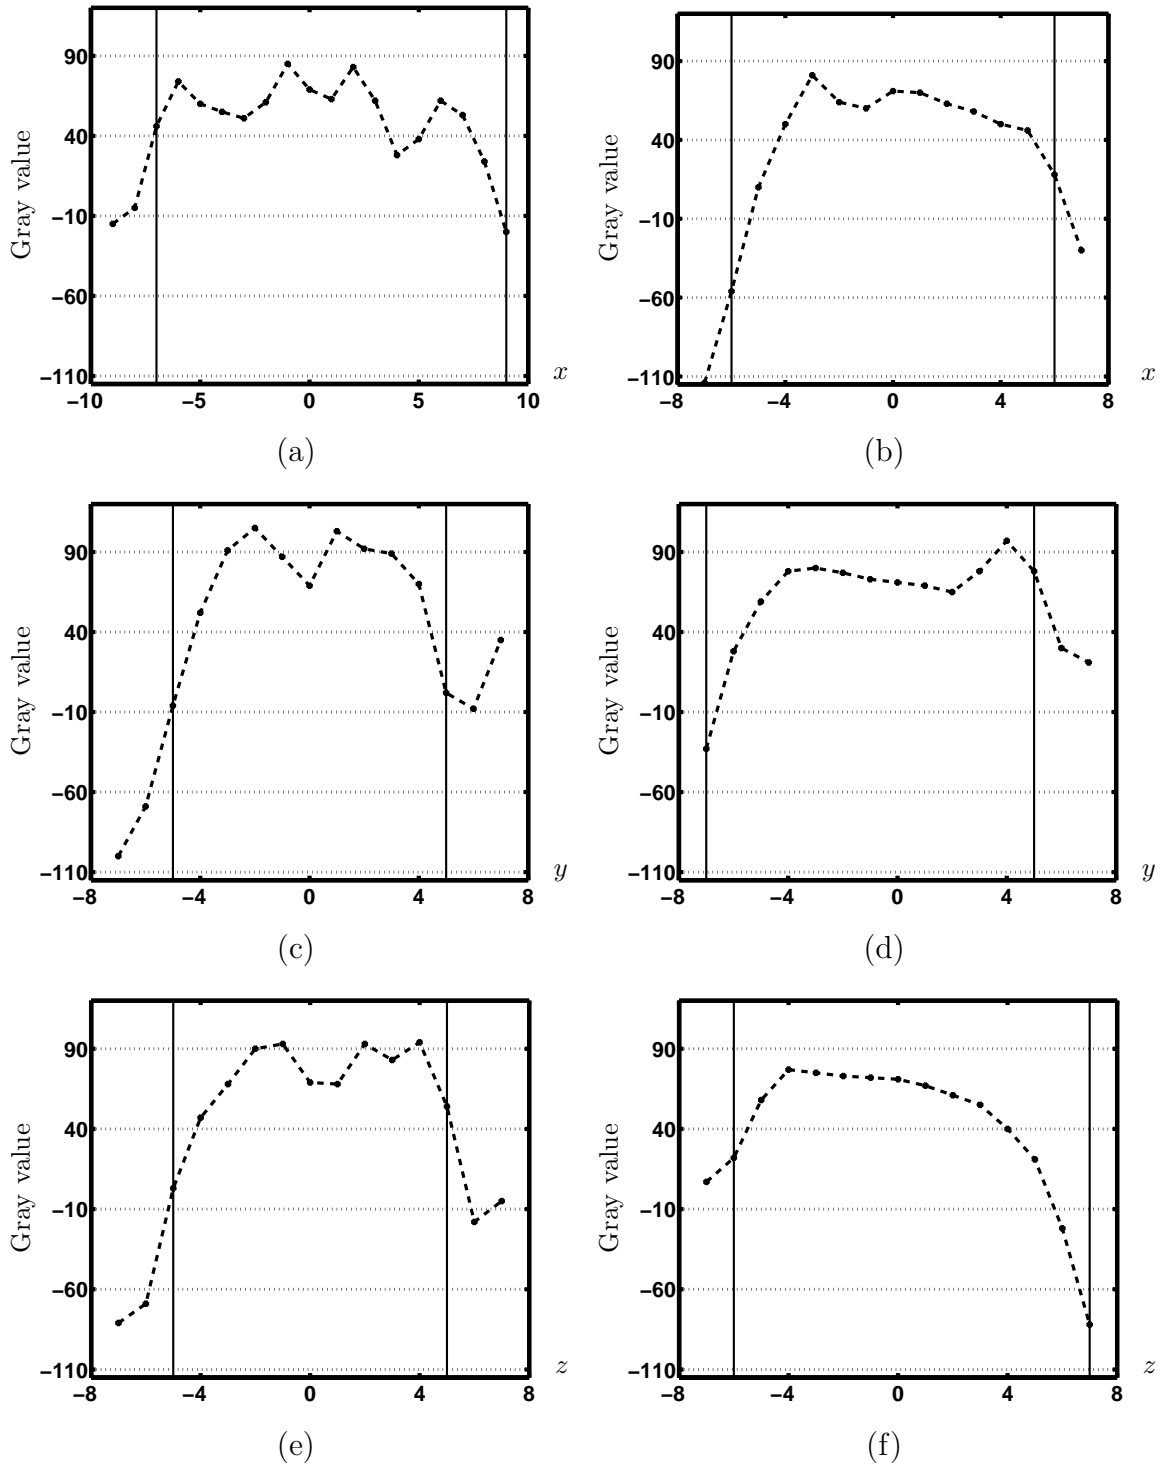 90 90
40 40
Gray value Gray value
−10 −10
−60 −60
−110 x −110 x
−10 −5 0 5 10 −8 −4 0 4 8
(a) (b)
90 90
40 40
Gray value Gray value
−10 −10
−60 −60
−110 y −110 y
−8 −4 0 4 8 −8 −4 0 4 8
(c) (d)
90 90
40 40
Gray value Gray value
−10 −10
−60 −60
−110 z −110 z
−8 −4 0 4 8 −8 −4 0 4 8
(e) (f)